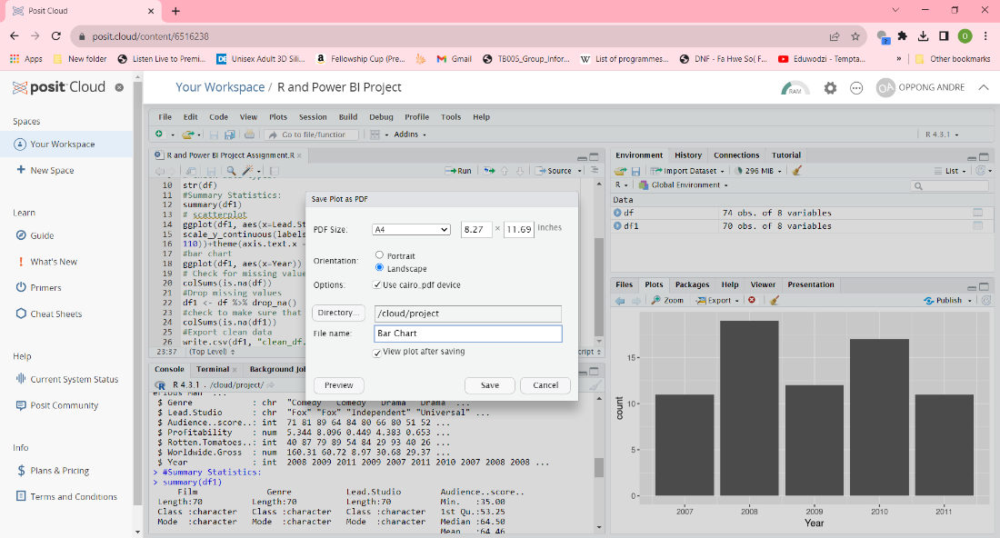 Posit Cloud
posit.cloud/content/6516238
Apps
New folder
Listen Live to Premi...
Unisex Adult 3D Sili...
Fellowship Cup (Pre...
Gmail
TB005_Group_Infor...
List of programmes...
DNF - Fa Hwe So( F...
Eduwodzi - Tempta...
»
Other bookmarks
posit Cloud
Your Workspace / R and Power BI Project
RAM
OA
OPPONG ANDRE
Spaces
Your Workspace
New Space
Learn
Guide
What's New
Primers
Cheat Sheets
Help
Current System Status
Posit Community
Info
Plans & Pricing
Terms and Conditions
File Edit Code View Plots Session Build Debug Profile Tools Help
Go to file/function
Addins
R 4.3.1
R and Power BI Project Assignment.R
Run
Source
10 str(df)
11 #Summary Statistics:
12 summary(df1)
13 # scatterplot
14 ggplot(df1, aes(x=Lead.St
15 scale_y_continuous(labels
16 110))+theme(axis.text.x =
17 #bar chart
18 ggplot(df1, aes(x=Year))
19 # Check for missing value
20 colSums(is.na(df))
21 #Drop missing values
22 df1 <- df %>% drop_na()
23 #check to make sure that
24 colSums(is.na(df1))
25 #Export clean data
26 write.csv(df1, "clean_df.
23:37 (Top Level)
cript
Save Plot as PDF
PDF Size:
A4
8.27 × 11.69 inches
Orientation:
Portrait
Landscape
Options:
Use cairo_pdf device
Directory...
/cloud/project
File name:
Bar Chart
View plot after saving
Preview
Save
Cancel
Console Terminal Background Jo
R 4.3.1 . /cloud/project/
$ Genre : chr "Comedy" "Comedy" "Drama" "Drama" ...
$ Lead.Studio : chr "Fox" "Fox" "Independent" "Universal" ...
$ Audience..score..: int 71 81 89 64 84 80 66 80 51 52 ...
$ Profitability : num 5.344 8.096 0.449 4.383 0.653 ...
$ Rotten.Tomatoes..: int 40 87 79 89 54 84 29 93 40 26 ...
$ Worldwide.Gross : num 160.31 60.72 8.97 30.68 29.37 ...
$ Year : int 2008 2009 2011 2009 2007 2011 2010 2007 2008 2008 ...
> #Summary Statistics:
> summary(df1)
Film Genre Lead.Studio Audience..score..
Length:70 Length:70 Length:70 Min. :35.00
Class :character Class :character Class :character 1st Qu.:53.25
Mode :character Mode :character Mode :character Median :64.50
Mean :64.46
Environment History Connections Tutorial
Import Dataset
296 MiB
List
R
Global Environment
Data
df 74 obs. of 8 variables
df1 70 obs. of 8 variables
Files Plots Packages Help Viewer Presentation
Zoom
Export
Publish
count
15
10
5
0
2007 2008 2009 2010 2011
Year